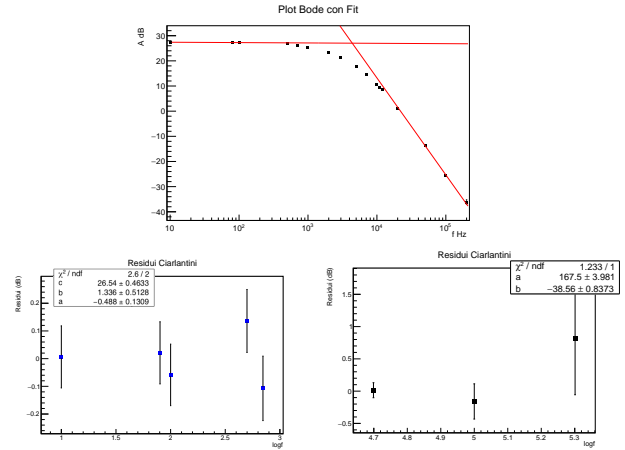 Plot Bode con Fit
A dB
30
20
10
0
−10
−20
−30
−40
10
10²
10³
10⁴
10⁵
f Hz
Residui Ciarlantini
χ² / ndf 2.6 / 2
c 26.54 ± 0.4633
b 1.336 ± 0.5128
a −0.488 ± 0.1309
Residui (dB)
0.2
0.1
0
−0.1
−0.2
1
1.5
2
2.5
3
logf
Residui Ciarlantini
χ² / ndf 1.233 / 1
a 167.5 ± 3.981
b −38.56 ± 0.8373
Residui (dB)
1.5
1
0.5
0
−0.5
4.7
4.8
4.9
5
5.1
5.2
5.3
logf